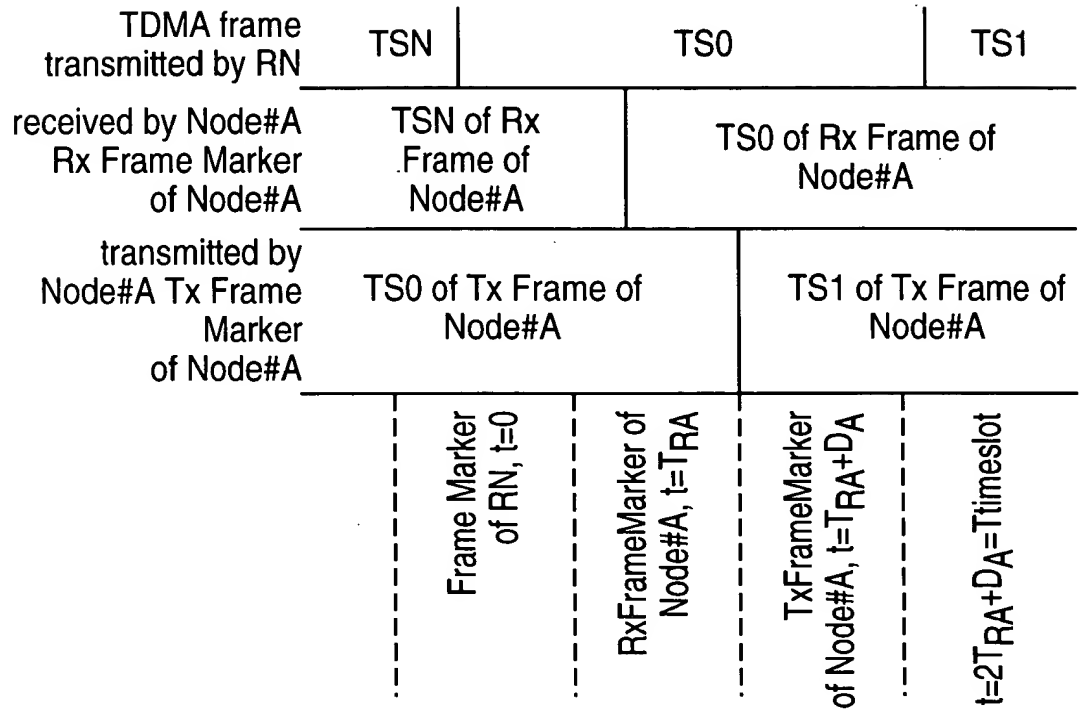 TDMA frame
transmitted by RN
TSN
TS0
TS1
received by Node#A
Rx Frame Marker
of Node#A
TSN of Rx
Frame of
Node#A
TS0 of Rx Frame of
Node#A
transmitted by
Node#A Tx Frame
Marker
of Node#A
TS0 of Tx Frame of
Node#A
TS1 of Tx Frame of
Node#A
Frame Marker
of RN, t=0
RxFrameMarker of
Node#A, t=TRA
TxFrameMarker
of Node#A, t=TRA+DA
t=2TRA+DA=Ttimeslot